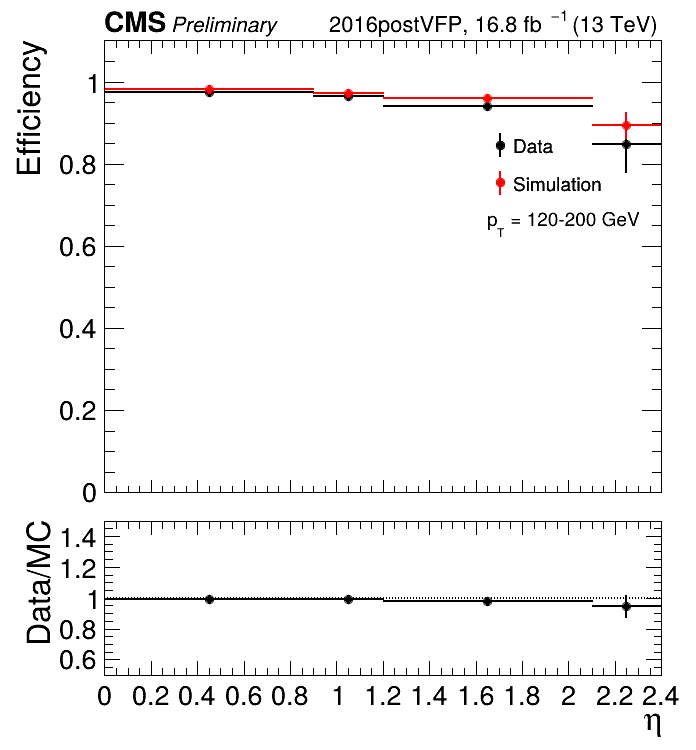 CMS Preliminary 2016postVFP, 16.8 fb⁻¹ (13 TeV)
Efficiency
1
0.8
0.6
0.4
0.2
0
Data
Simulation
p_T = 120-200 GeV
Data/MC
1.4
1.2
1
0.8
0.6
0 0.2 0.4 0.6 0.8 1 1.2 1.4 1.6 1.8 2 2.2 2.4
η